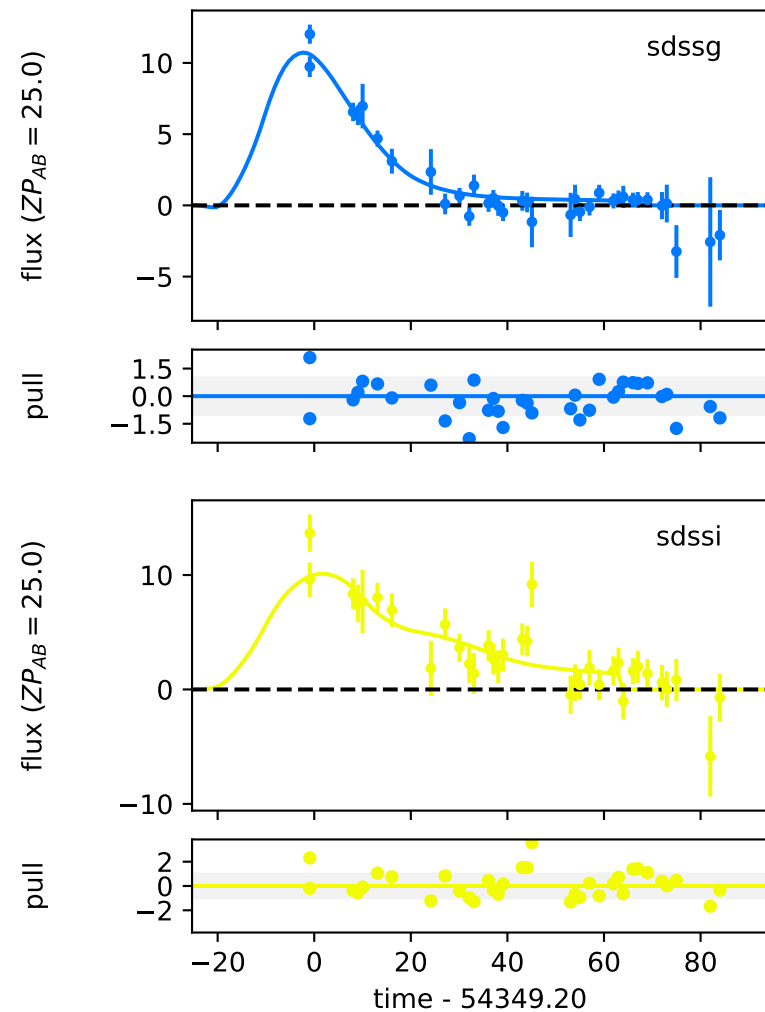 sdssg
flux (ZP_AB = 25.0)
10
5
0
−5
pull
1.5
0.0
−1.5
sdssi
flux (ZP_AB = 25.0)
10
0
−10
pull
2
0
−2
−20 0 20 40 60 80
time - 54349.20